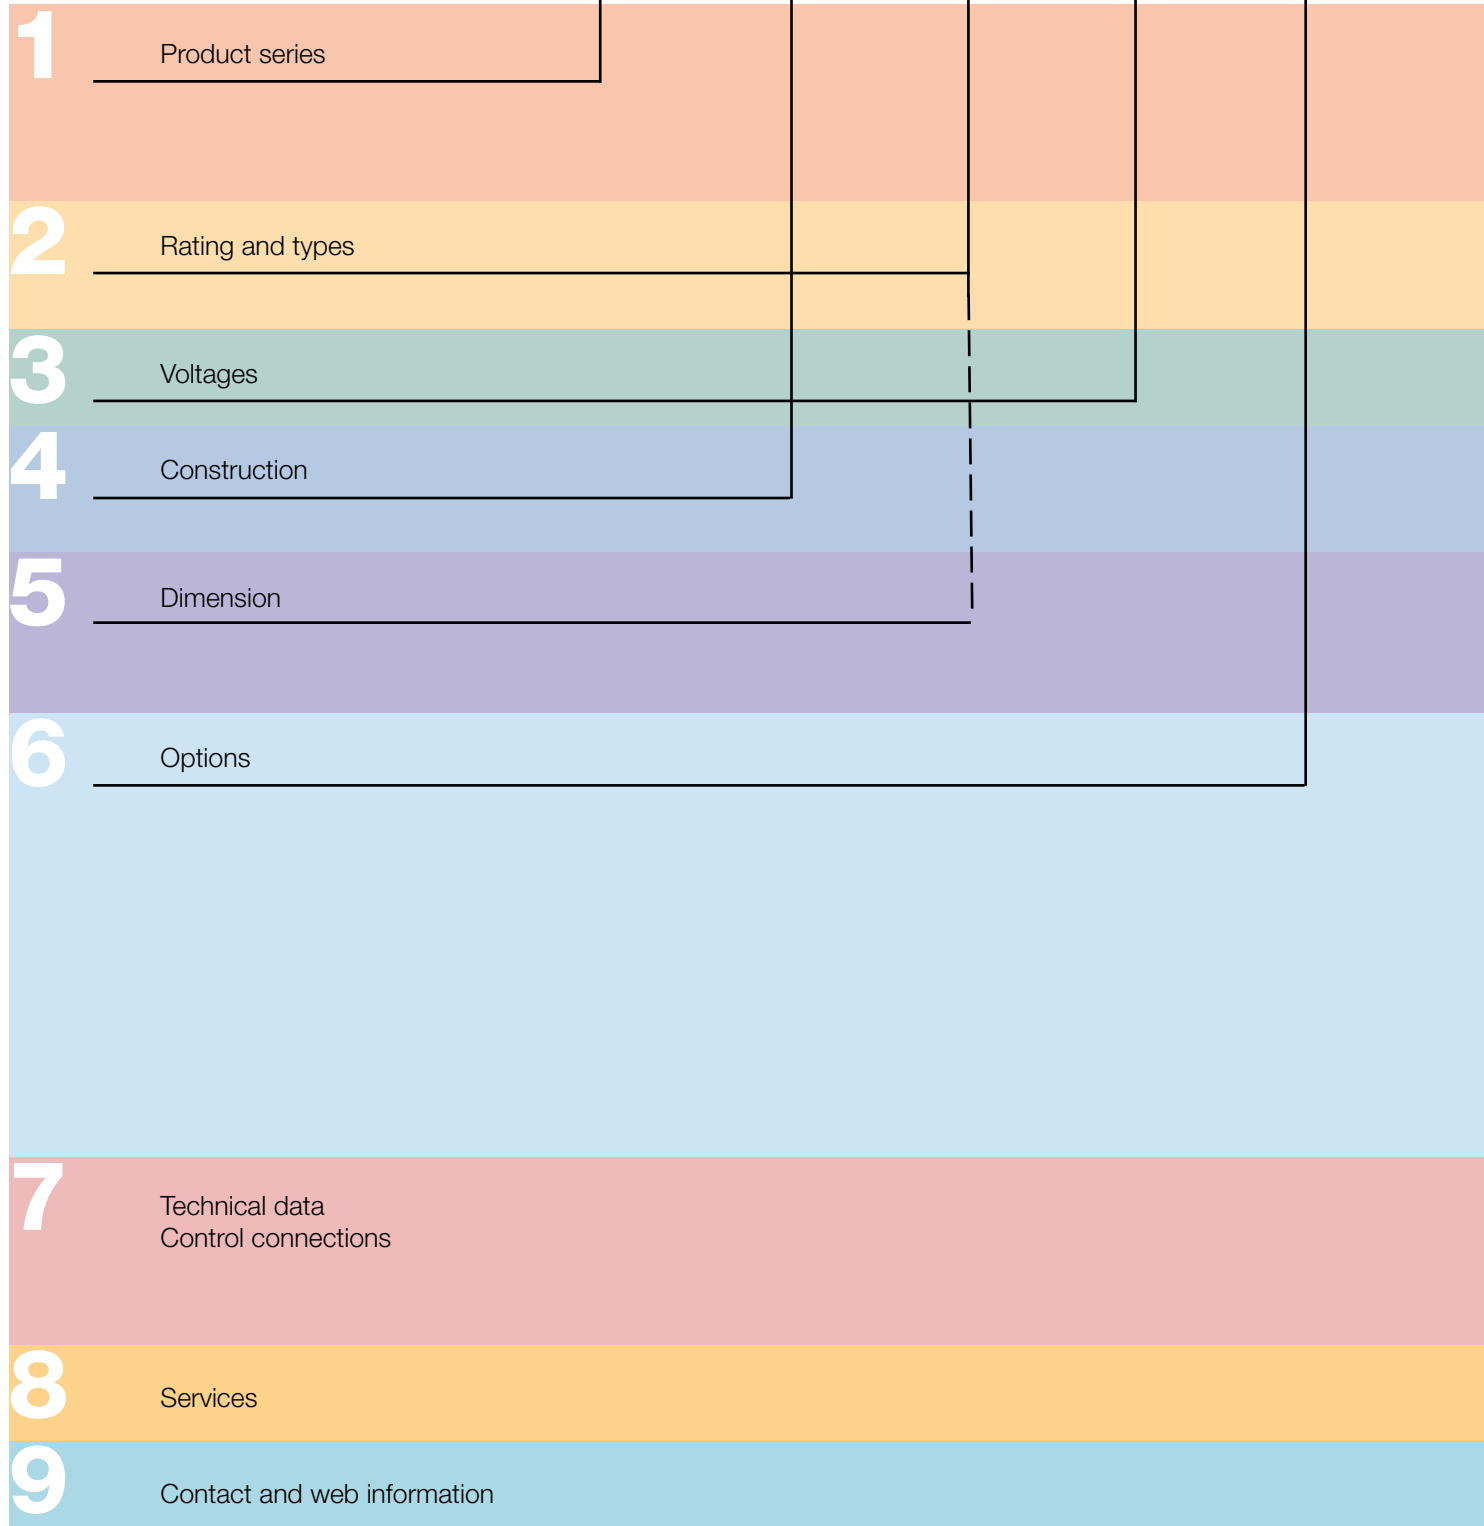 1
Product series
2
Rating and types
3
Voltages
4
Construction
5
Dimension
6
Options
7
Technical data
Control connections
8
Services
9
Contact and web information